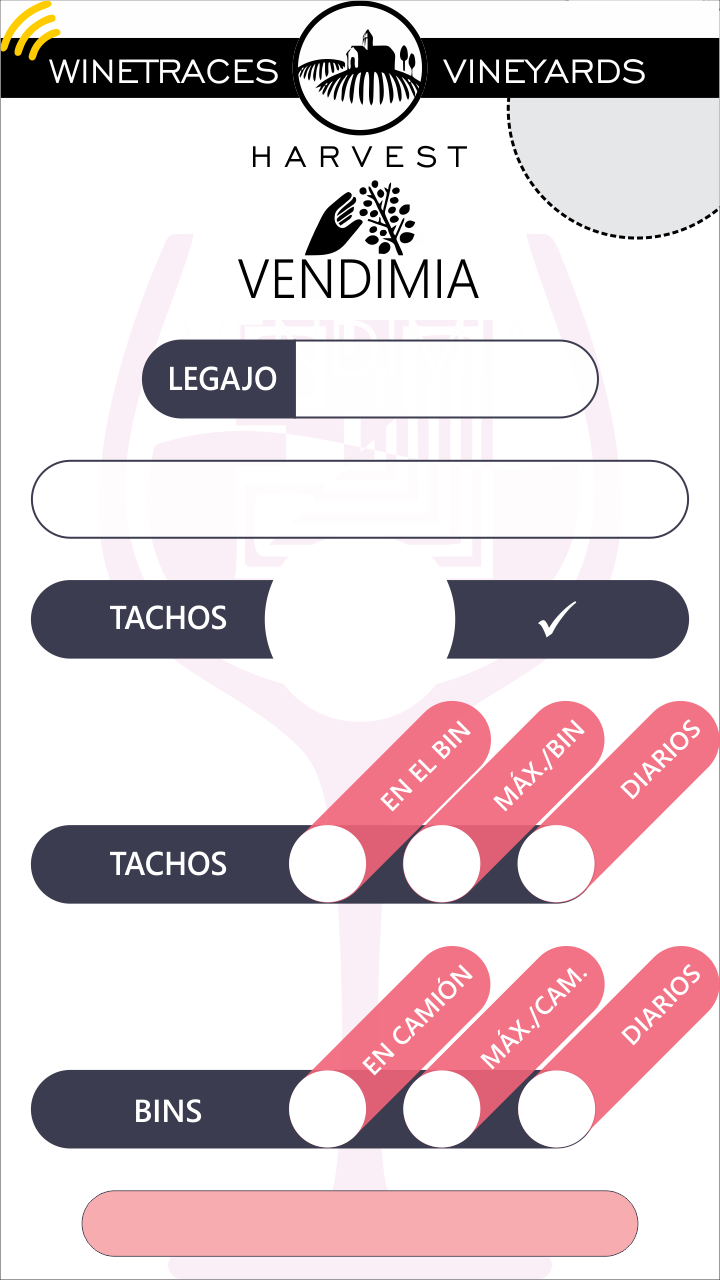 WINETRACES VINEYARDS
HARVEST
VENDIMIA
LEGAJO
TACHOS
EN EL BIN
MÁX./BIN
DIARIOS
TACHOS
EN CAMIÓN
MÁX./CAM.
DIARIOS
BINS